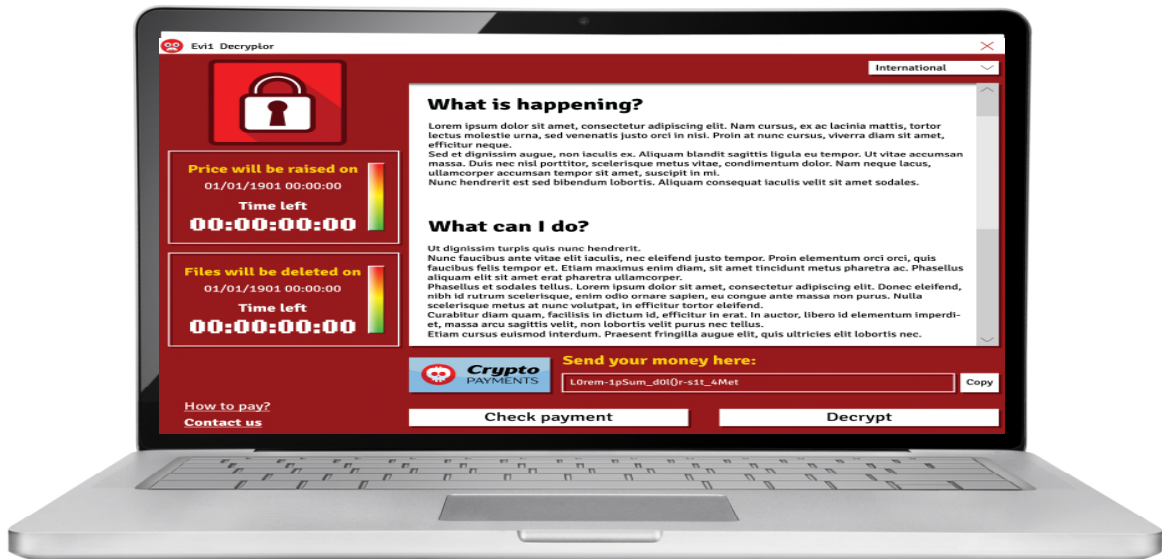 Evi1 Decryptor
International
Price will be raised on
01/01/1901 00:00:00
Time left
00:00:00:00
Files will be deleted on
01/01/1901 00:00:00
Time left
00:00:00:00
How to pay?
Contact us
What is happening?
Lorem ipsum dolor sit amet, consectetur adipiscing elit. Nam cursus, ex ac lacinia mattis, tortor
lectus molestie urna, sed venenatis justo orci in nisi. Proin at nunc cursus, viverra diam sit amet,
efficitur neque.
Sed et dignissim augue, non iaculis ex. Aliquam blandit sagittis ligula eu tempor. Ut vitae accumsan
massa. Duis nec nisl porttitor, scelerisque metus vitae, condimentum dolor. Nam neque lacus,
ullamcorper accumsan tempor sit amet, suscipit in mi.
Nunc hendrerit est sed bibendum lobortis. Aliquam consequat iaculis velit sit amet sodales.
What can I do?
Ut dignissim turpis quis nunc hendrerit.
Nunc faucibus ante vitae elit iaculis, nec eleifend justo tempor. Proin elementum orci orci, quis
faucibus felis tempor et. Etiam maximus enim diam, sit amet tincidunt metus pharetra ac. Phasellus
aliquam elit sit amet erat pharetra ullamcorper.
Phasellus et sodales tellus. Lorem ipsum dolor sit amet, consectetur adipiscing elit. Donec eleifend,
nibh id rutrum scelerisque, enim odio ornare sapien, eu congue ante massa non purus. Nulla
scelerisque metus at nunc volutpat, in efficitur tortor eleifend.
Curabitur diam quam, facilisis in dictum id, efficitur in erat. In auctor, libero id elementum imperdi-
et, massa arcu sagittis velit, non lobortis velit purus nec tellus.
Etiam cursus euismod interdum. Praesent fringilla augue elit, quis ultricies elit lobortis nec.
Crypto
PAYMENTS
Send your money here:
L0rem-1pSum_d0l()r-s1t_4Met
Copy
Check payment
Decrypt